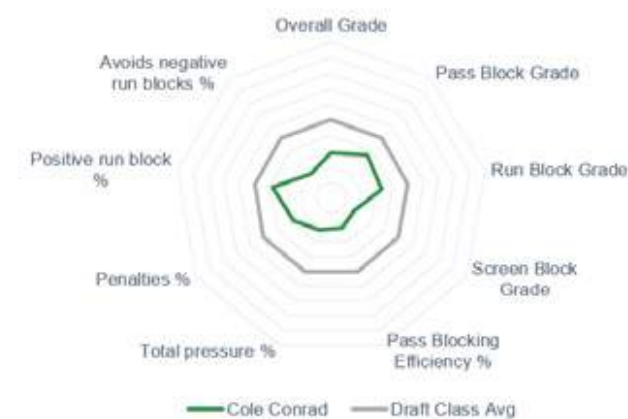 Overall Grade
Avoids negative
run blocks %
Pass Block Grade
Positive run block
%
Run Block Grade
Screen Block
Grade
Penalties %
Total pressure %
Pass Blocking
Efficiency %
Cole Conrad
Draft Class Avg